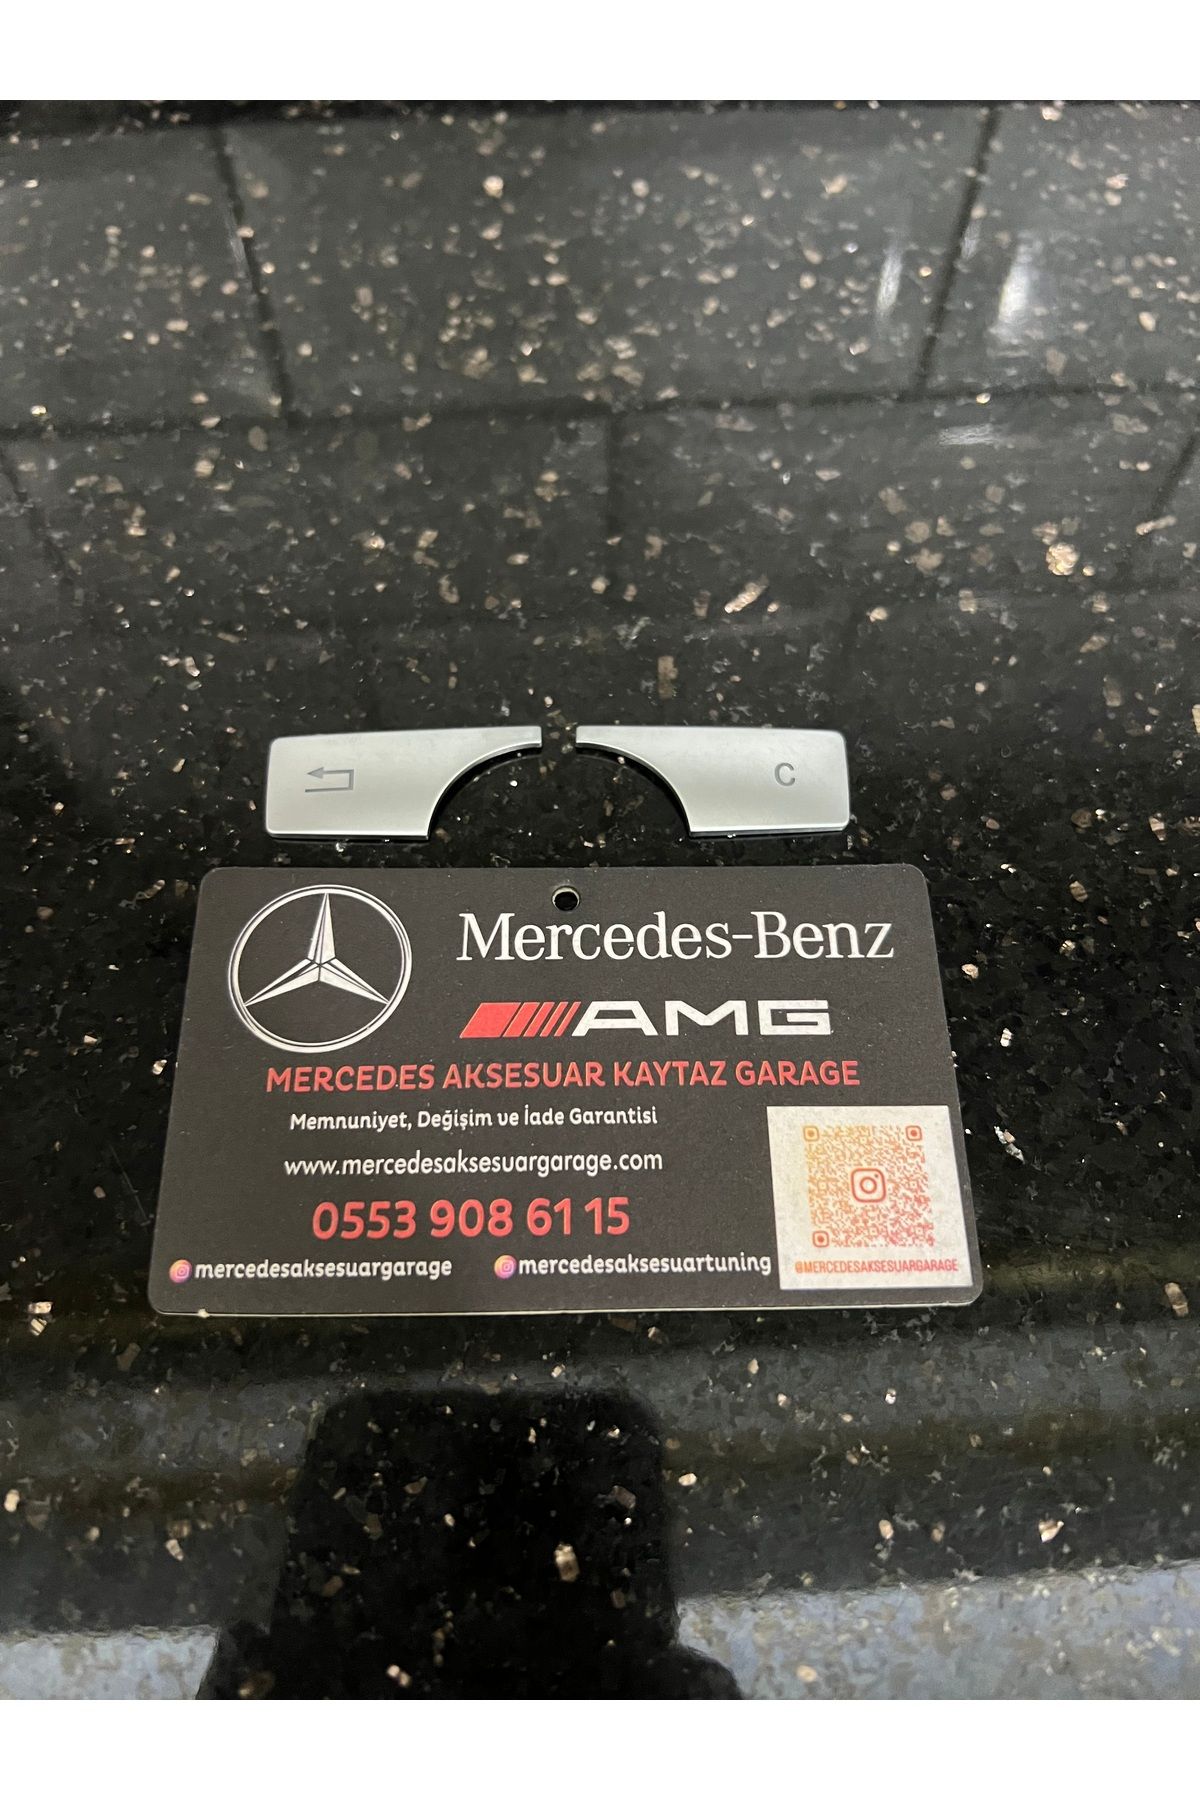 C
Mercedes-Benz
AMG
MERCEDES AKSESUAR KAYTAZ GARAGE
Memnuniyet, Değişim ve İade Garantisi
www.mercedesaksesuargarage.com
0553 908 61 15
mercedesaksesuargarage
@mercedesaksesuartuning
@MERCEDESAKSESUARGARAGE